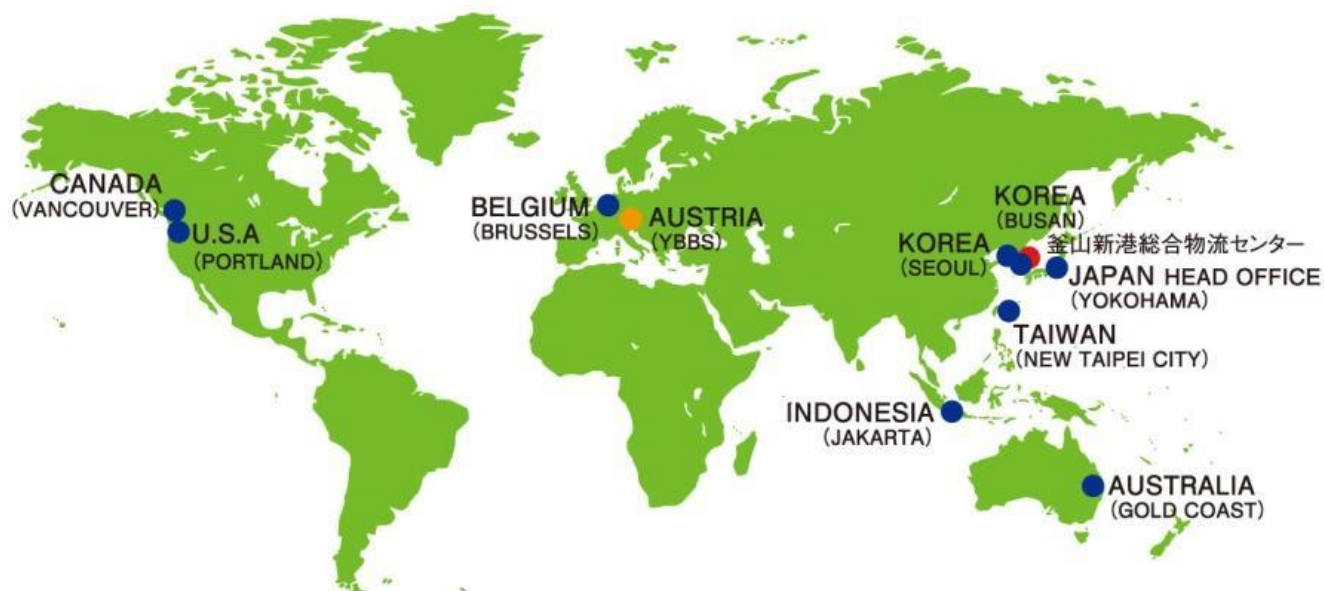 CANADA
(VANCOUVER)
U.S.A
(PORTLAND)
BELGIUM
(BRUSSELS)
AUSTRIA
(YBBS)
KOREA
(BUSAN)
釜山新港総合物流センター
KOREA
(SEOUL)
JAPAN HEAD OFFICE
(YOKOHAMA)
TAIWAN
(NEW TAIPEI CITY)
INDONESIA
(JAKARTA)
AUSTRALIA
(GOLD COAST)